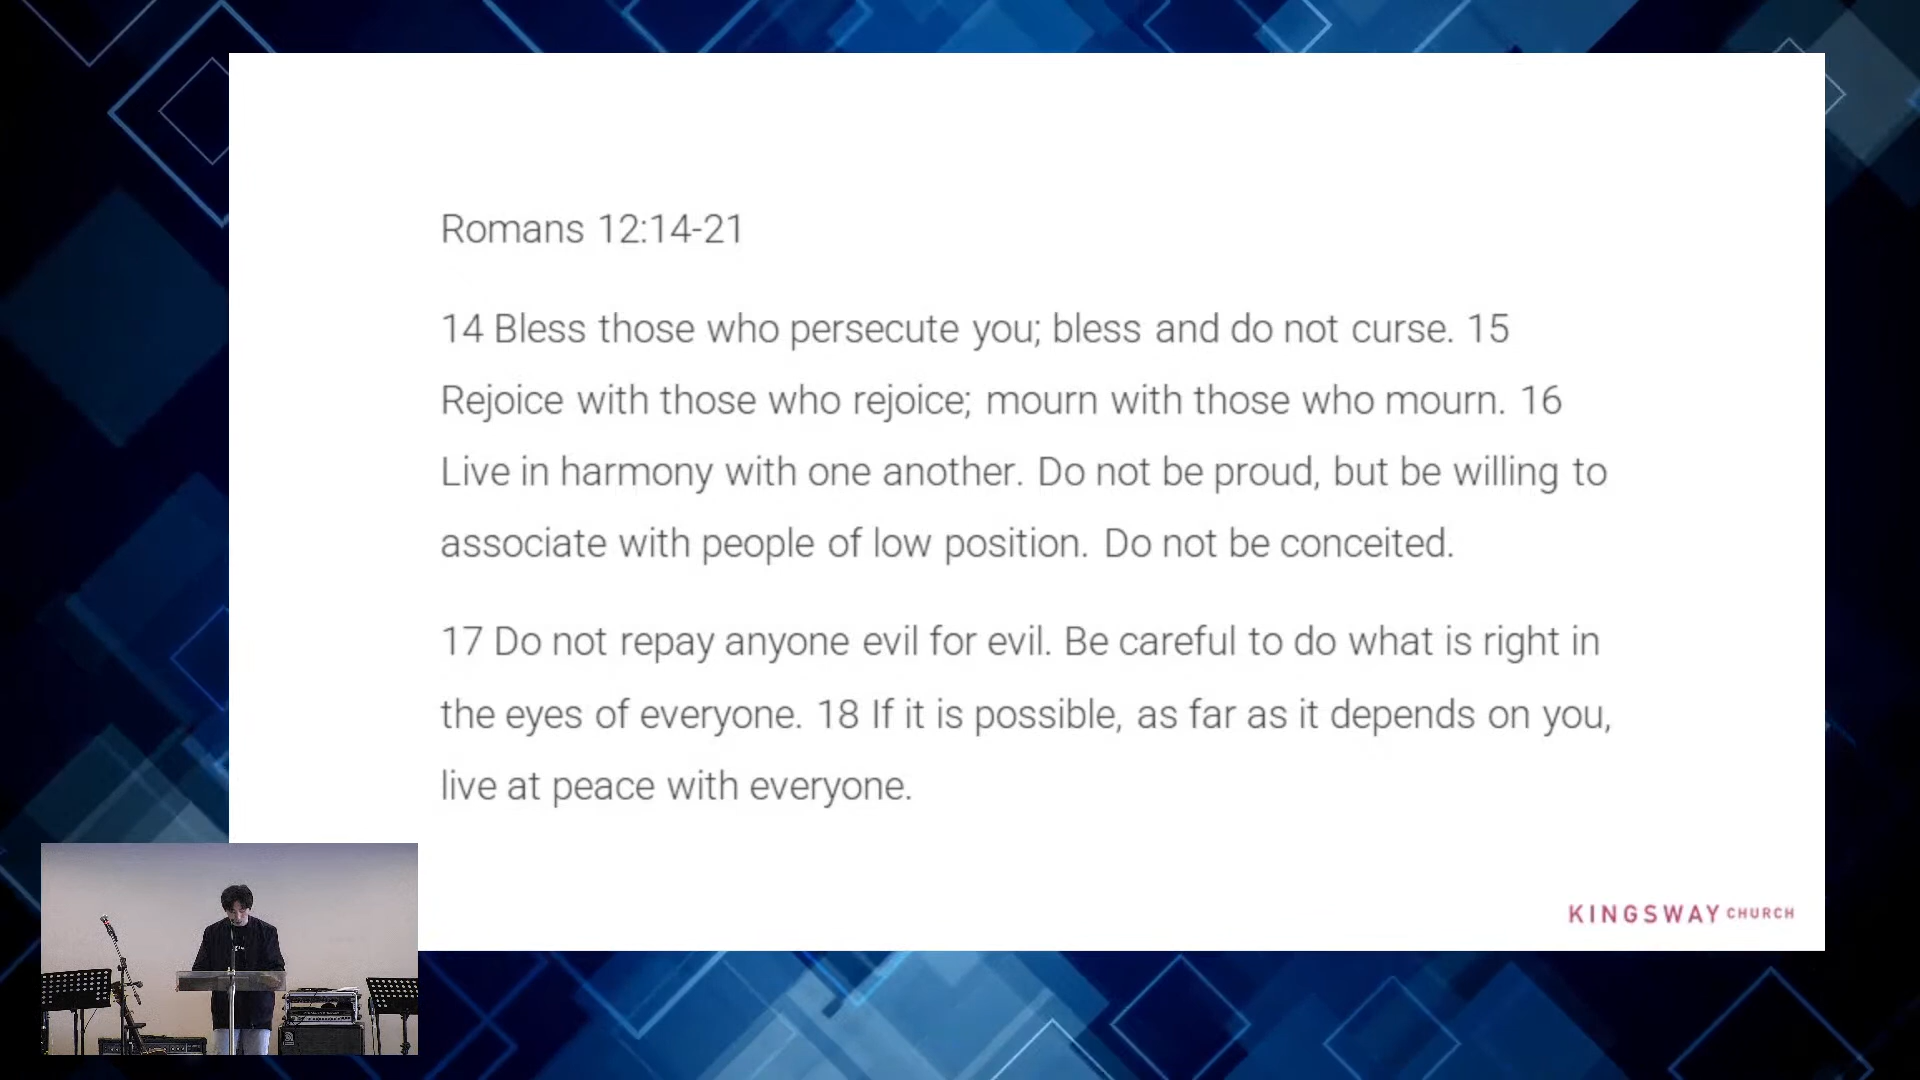 Romans 12:14-21
14 Bless those who persecute you; bless and do not curse. 15
Rejoice with those who rejoice; mourn with those who mourn. 16
Live in harmony with one another. Do not be proud, but be willing to
associate with people of low position. Do not be conceited.
17 Do not repay anyone evil for evil. Be careful to do what is right in
the eyes of everyone. 18 If it is possible, as far as it depends on you,
live at peace with everyone.
KINGSWAY CHURCH